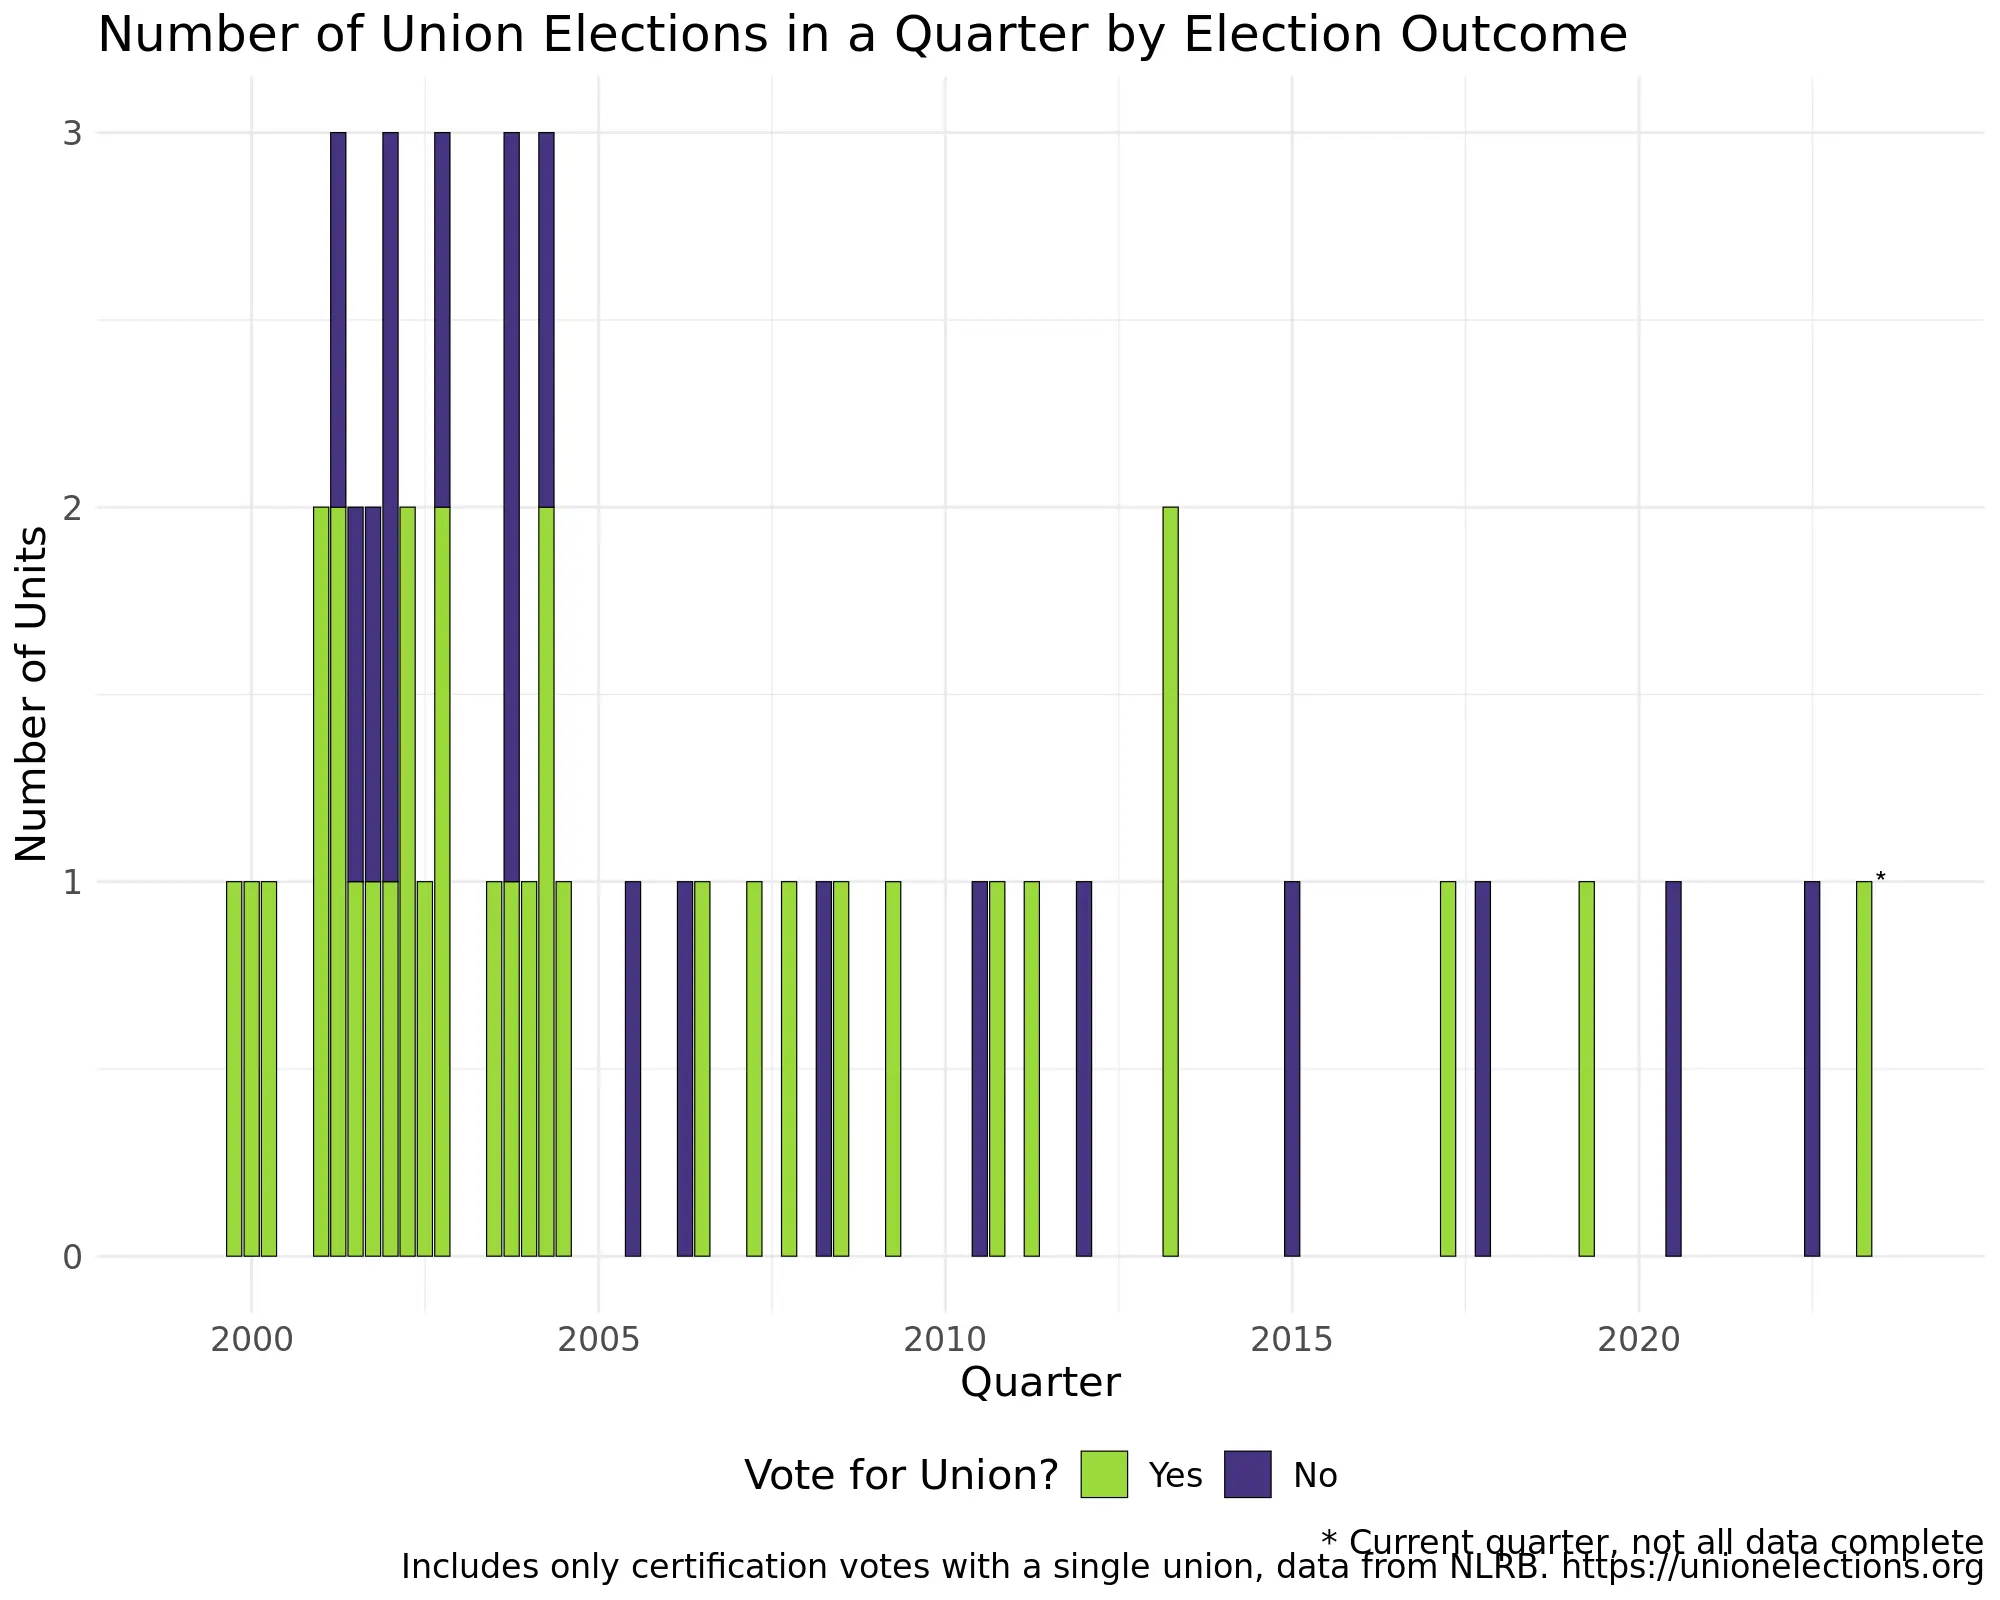 Number of Union Elections in a Quarter by Election Outcome
3
2
1
0
Number of Units
*
2000 2005 2010 2015 2020
Quarter
Vote for Union? Yes No
* Current quarter, not all data complete
Includes only certification votes with a single union, data from NLRB. https://unionelections.org